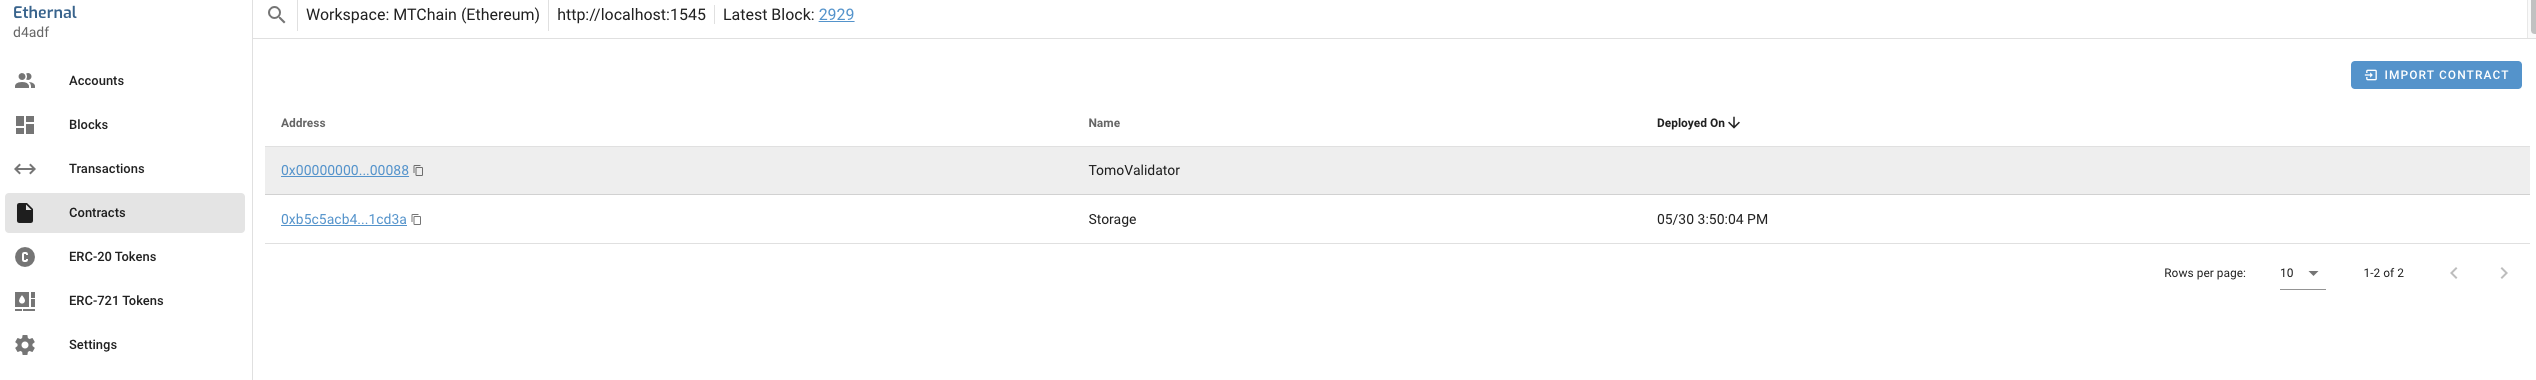 Ethernal
d4adf
Workspace: MTChain (Ethereum) http://localhost:1545 Latest Block: 2929
Accounts
Blocks
Transactions
Contracts
ERC-20 Tokens
ERC-721 Tokens
Settings
IMPORT CONTRACT
Address Name Deployed On
0x00000000...00088 TomoValidator
0xb5c5acb4...1cd3a Storage 05/30 3:50:04 PM
Rows per page: 10 1-2 of 2